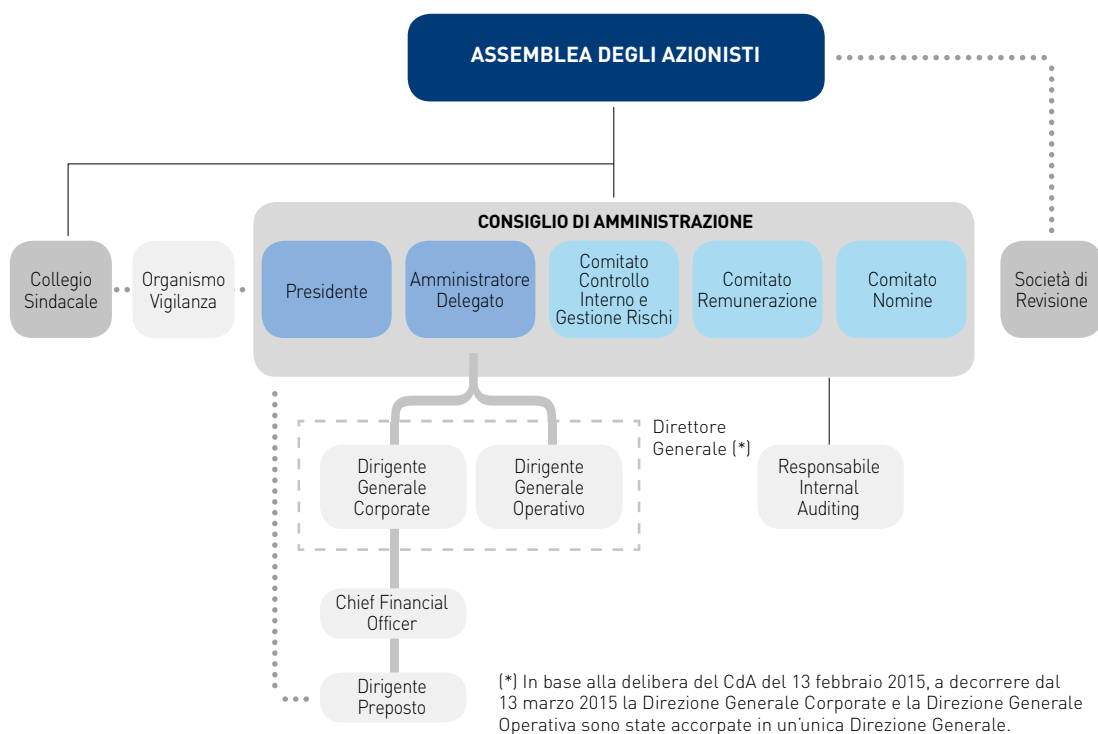 ASSEMBLEA DEGLI AZIONISTI
CONSIGLIO DI AMMINISTRAZIONE
Collegio
Sindacale
Organismo
Vigilanza
Presidente
Amministratore
Delegato
Comitato
Controllo
Interno e
Gestione Rischi
Comitato
Remunerazione
Comitato
Nomine
Società di
Revisione
Direttore
Generale (*)
Dirigente
Generale
Corporate
Dirigente
Generale
Operativo
Responsabile
Internal
Auditing
Chief Financial
Officer
Dirigente
Preposto
(*) In base alla delibera del CdA del 13 febbraio 2015, a decorrere dal
13 marzo 2015 la Direzione Generale Corporate e la Direzione Generale
Operativa sono state accorpate in un'unica Direzione Generale.